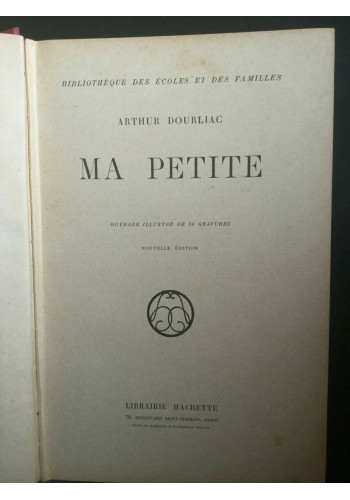 BIBLIOTHÈQUE DES ÉCOLES ET DES FAMILLES
ARTHUR DOURLIAC
MA PETITE
OUVRAGE ILLUSTRÉ DE 26 GRAVURES
NOUVELLE ÉDITION
LIBRAIRIE HACHETTE
79, BOULEVARD SAINT-GERMAIN, PARIS